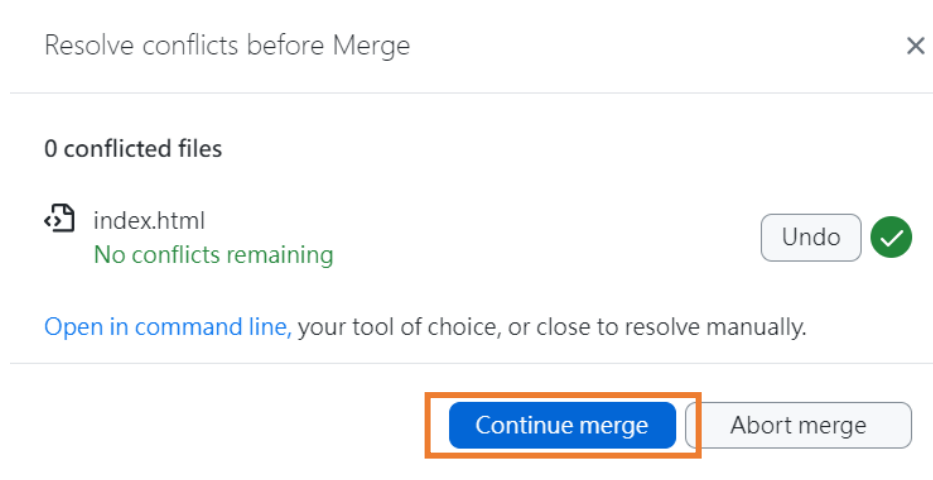 Resolve conflicts before Merge
0 conflicted files
index.html
No conflicts remaining
Undo
Open in command line, your tool of choice, or close to resolve manually.
Continue merge
Abort merge